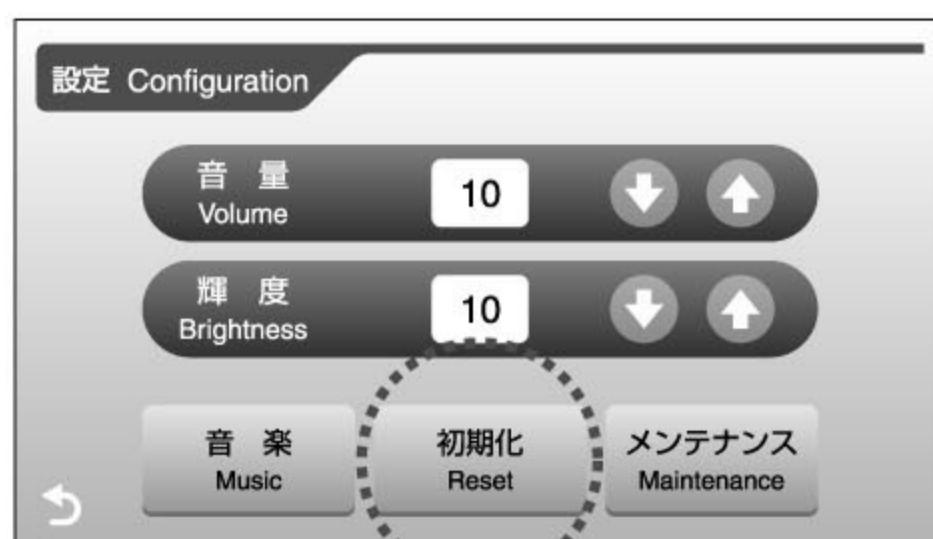 設定 Configuration
音 量
Volume
10
輝 度
Brightness
10
音 楽
Music
初期化
Reset
メンテナンス
Maintenance